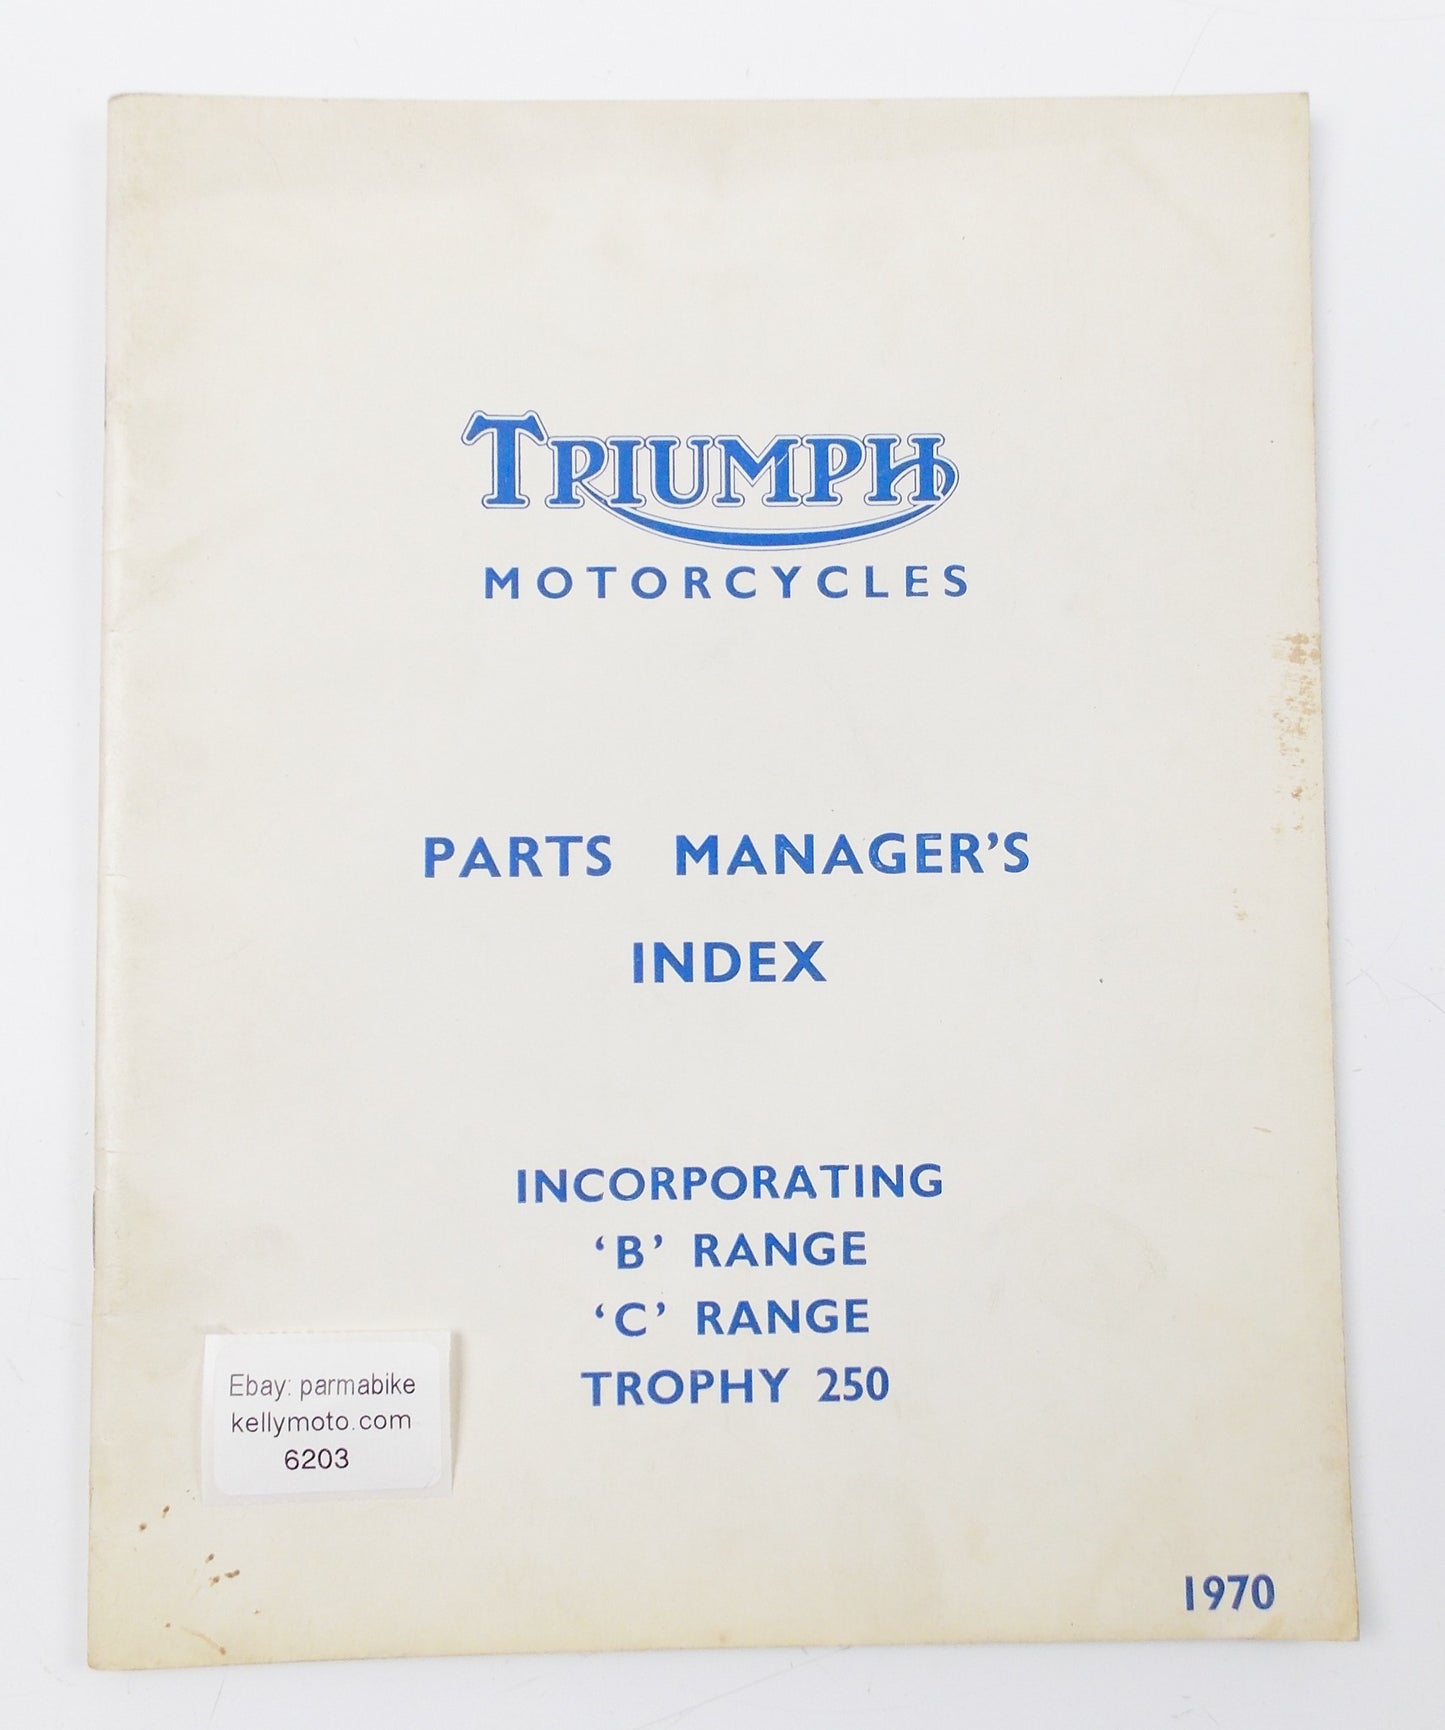 TRIUMPH
MOTORCYCLES
PARTS MANAGER’S
INDEX
INCORPORATING
‘B’ RANGE
‘C’ RANGE
TROPHY 250
Ebay: parmabike
kellymoto.com
6203
1970